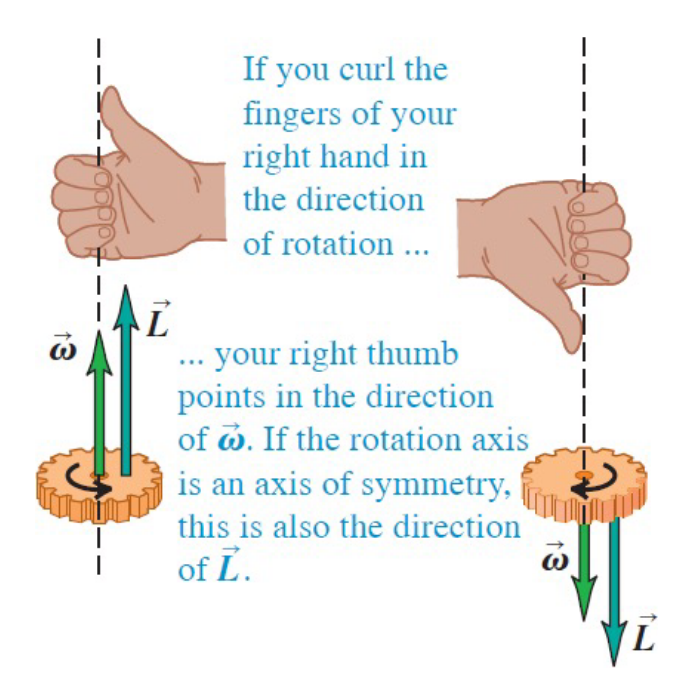 If you curl the
fingers of your
right hand in
the direction
of rotation ...
L⃗
ω⃗
... your right thumb
points in the direction
of ω⃗. If the rotation axis
is an axis of symmetry,
this is also the direction
of L⃗.
ω⃗
L⃗